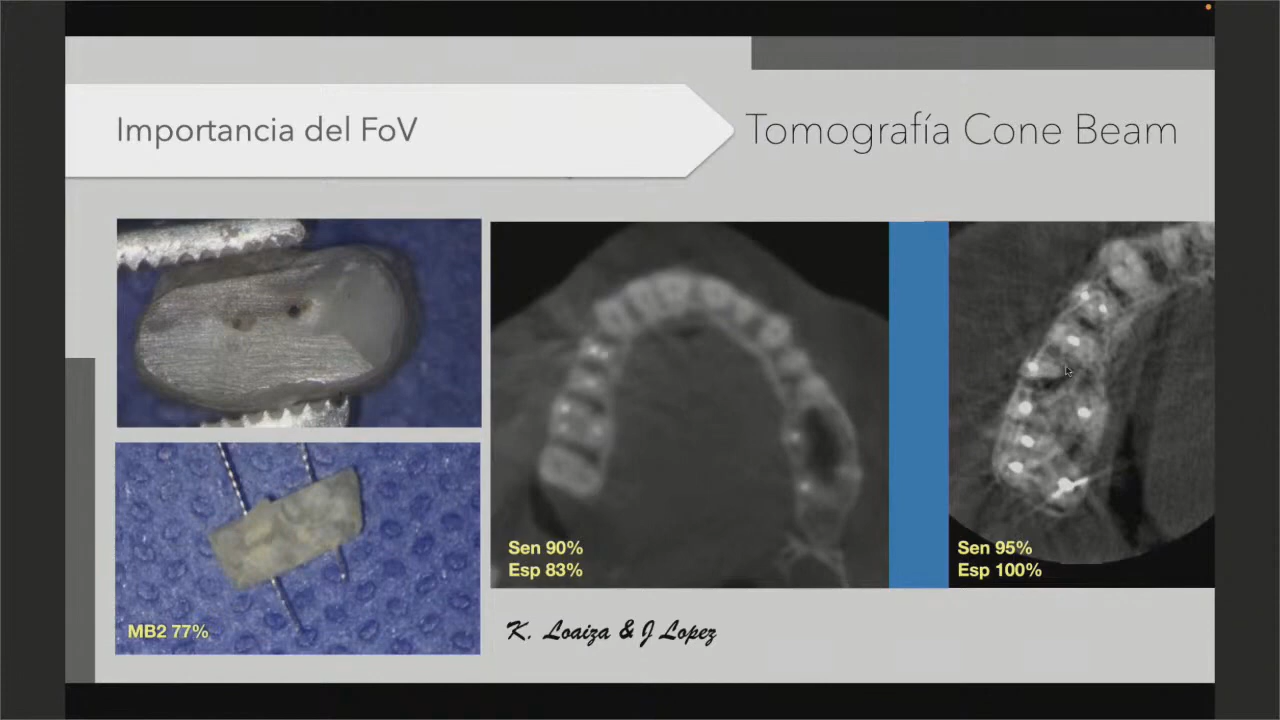 Importancia del FoV
Tomografía Cone Beam
MB2 77%
Sen 90%
Esp 83%
Sen 95%
Esp 100%
K. Loaiza & J Lopez